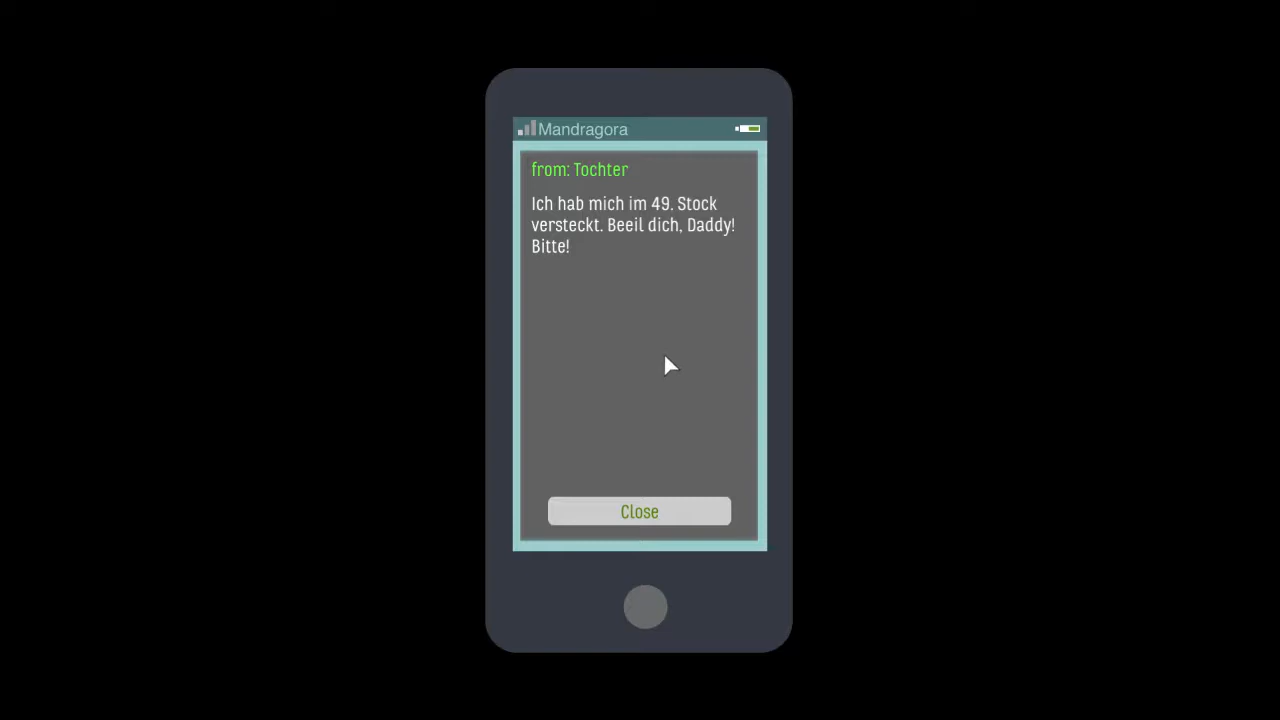 Mandragora
from: Tochter
Ich hab mich im 49. Stock
versteckt. Beeil dich, Daddy!
Bitte!
Close